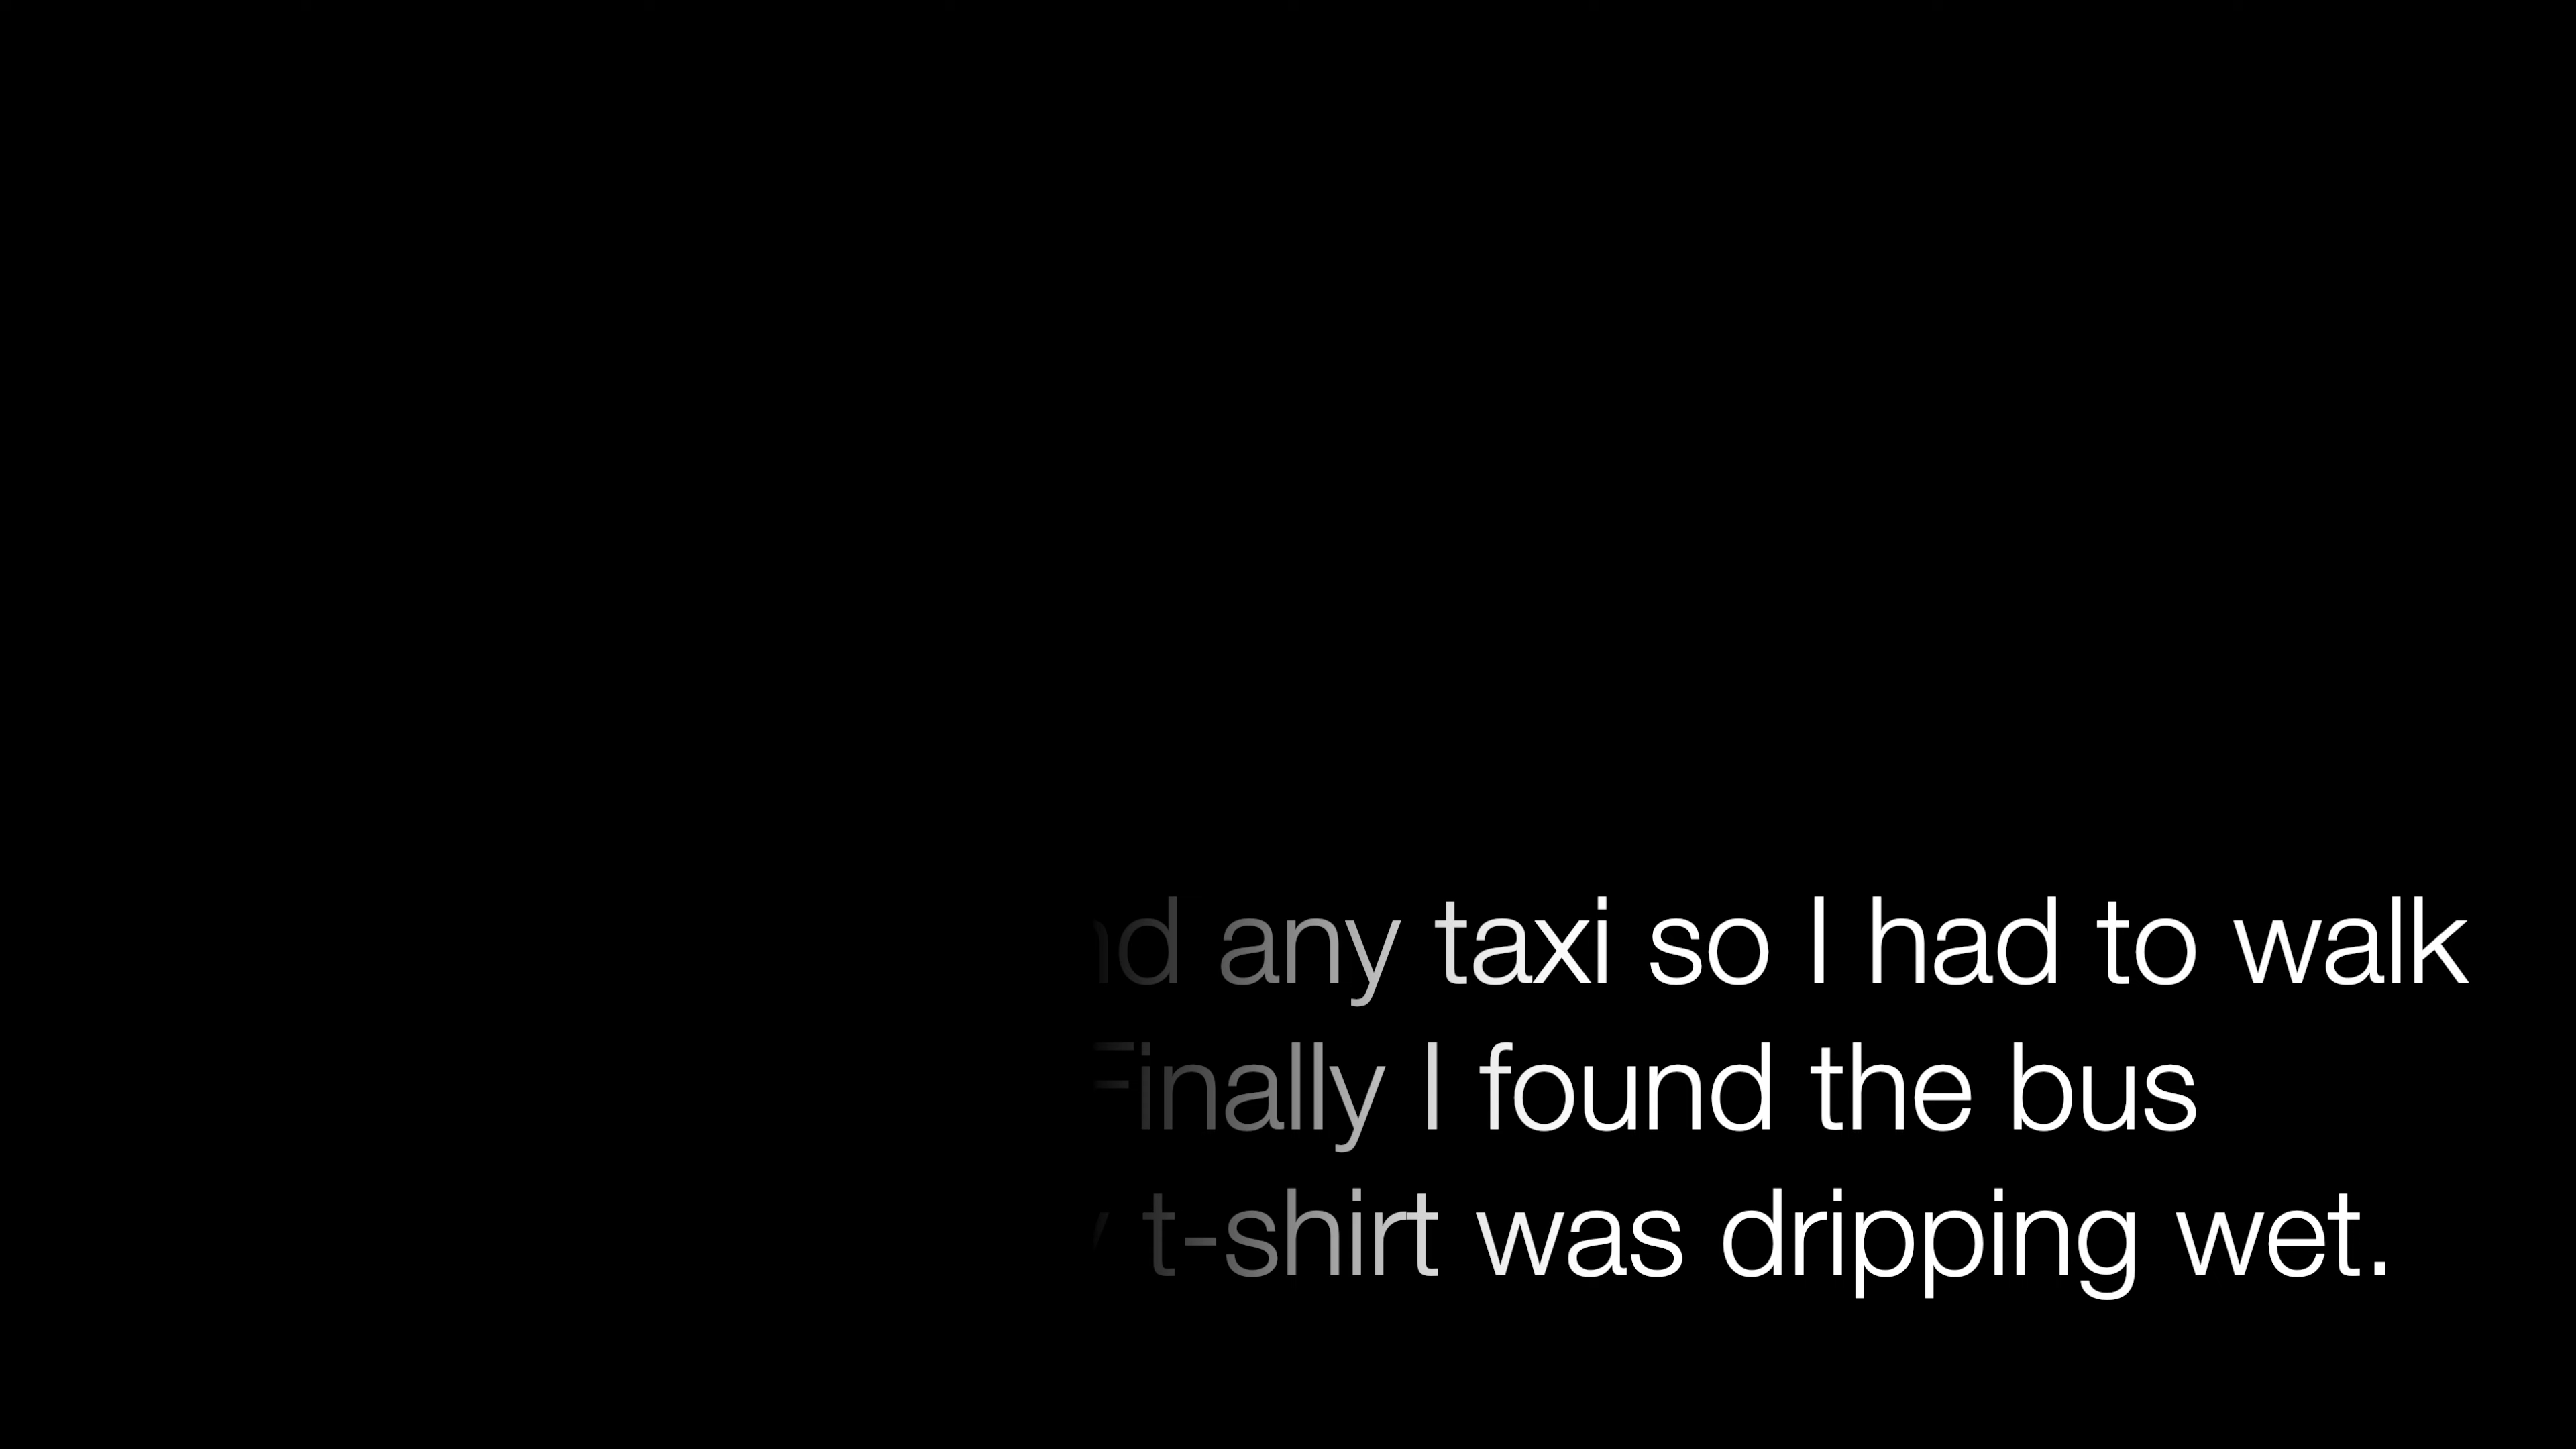 any taxi so I had to walk
Finally I found the bus
t-shirt was dripping wet.